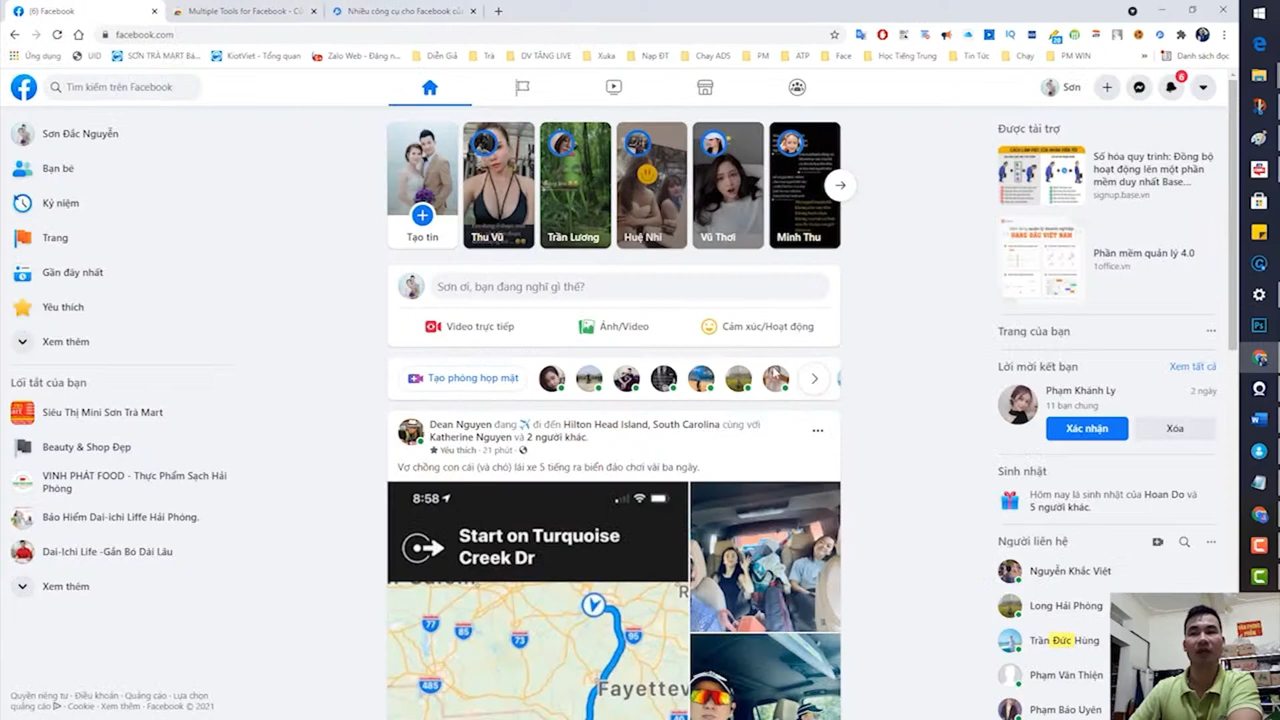 (6) Facebook
Multiple Tools for Facebook - Cử
Nhiều công cụ cho Facebook củ
facebook.com
Ứng dụng
UID
SƠN TRÀ MART Bá...
KiotViet - Tổng quan
Zalo Web - Đăng n...
Diễn Giả
Trà
DV TĂNG LIVE
Xuka
Nạp ĐT
Chạy ADS
PM
ATP
Face
Học Tiếng Trung
Tin Tức
Chạy
PM WIN
Danh sách đọc
Tìm kiếm trên Facebook
Sơn
6
Sơn Đắc Nguyễn
Bạn bè
Kỷ niệm
Trang
Gần đây nhất
Yêu thích
Xem thêm
Lối tắt của bạn
Siêu Thị Mini Sơn Trà Mart
Beauty & Shop Đẹp
VINH PHÁT FOOD - Thực Phẩm Sạch Hải
Phòng
Bảo Hiểm Dai-ichi Liffe Hải Phòng.
Dai-Ichi Life -Gắn Bó Dài Lâu
Xem thêm
Quyền riêng tư · Điều khoản · Quảng cáo · Lựa chọn
quảng cáo · Cookie · Xem thêm · Facebook © 2021
Tạo tin
Thu Vũ
Trần Lương
Huệ Nhi
Vũ Thơi
Minh Thu
Sơn ơi, bạn đang nghĩ gì thế?
Video trực tiếp
Ảnh/Video
Cảm xúc/Hoạt động
Tạo phòng họp mặt
Dean Nguyen đang ✈ đi đến Hilton Head Island, South Carolina cùng với
Katherine Nguyen và 2 người khác.
Yêu thích · 21 phút ·
Vợ chồng con cái (và chó) lái xe 5 tiếng ra biển đảo chơi vài ba ngày.
8:58
Start on Turquoise
Creek Dr
77
85
73
95
485
Fayettev
Được tài trợ
Số hóa quy trình: Đồng bộ
hoạt động lên một phần
mềm duy nhất Base...
signup.base.vn
Phần mềm quản lý 4.0
1office.vn
Trang của bạn
Lời mời kết bạn
Xem tất cả
Phạm Khánh Ly
2 ngày
11 bạn chung
Xác nhận
Xóa
Sinh nhật
Hôm nay là sinh nhật của Hoan Do và
5 người khác.
Người liên hệ
Nguyễn Khắc Việt
Long Hải Phòng
Trần Đức Hùng
Phạm Văn Thiện
Phạm Bảo Uyên